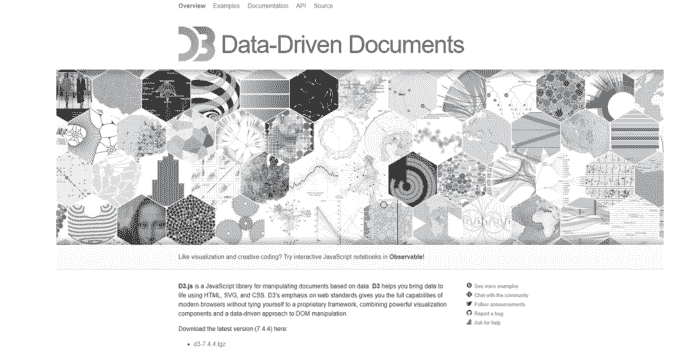 Overview Examples Documentation API Source
D3 Data-Driven Documents
Like visualization and creative coding? Try interactive JavaScript notebooks in Observable!
D3.js is a JavaScript library for manipulating documents based on data. D3 helps you bring data to
life using HTML, SVG, and CSS. D3's emphasis on web standards gives you the full capabilities of
modern browsers without tying yourself to a proprietary framework, combining powerful visualization
components and a data-driven approach to DOM manipulation.
Download the latest version (7.4.4) here:
• d3-7.4.4.tgz
See more examples
Chat with the community
Follow announcements
Report a bug
Ask for help